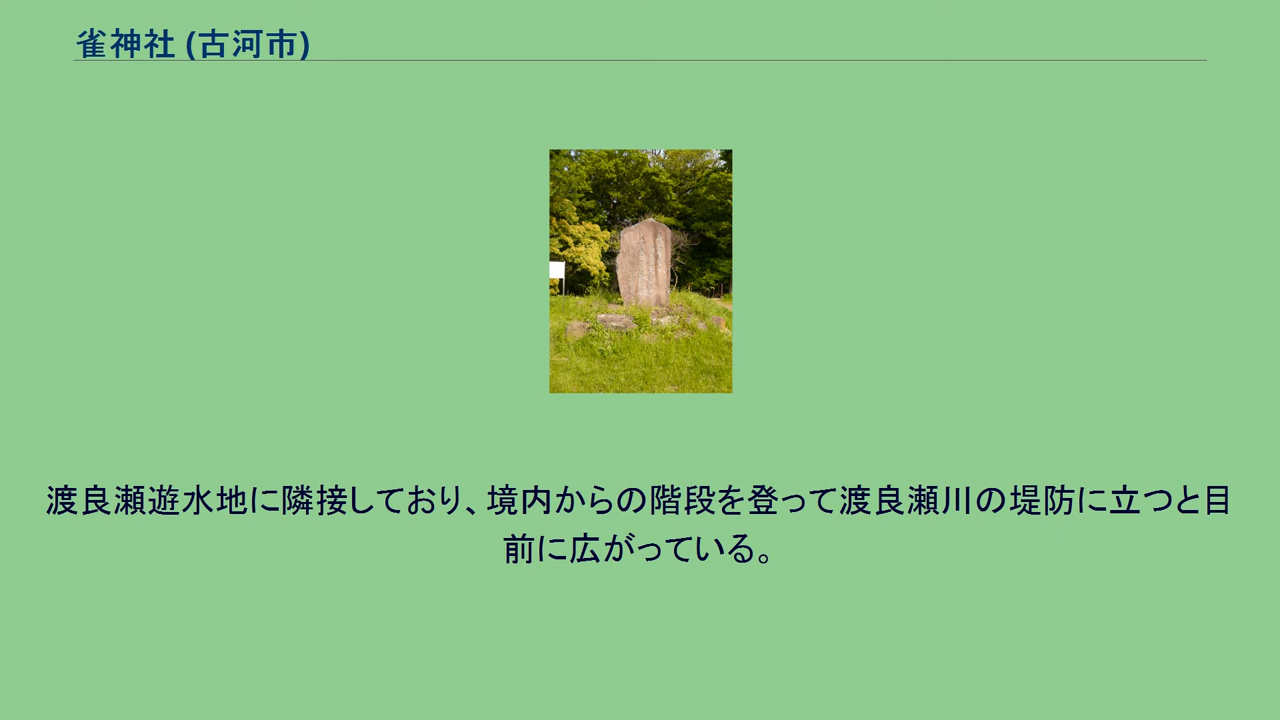 雀神社 (古河市)
渡良瀬遊水地に隣接しており、境内からの階段を登って渡良瀬川の堤防に立つと目
前に広がっている。